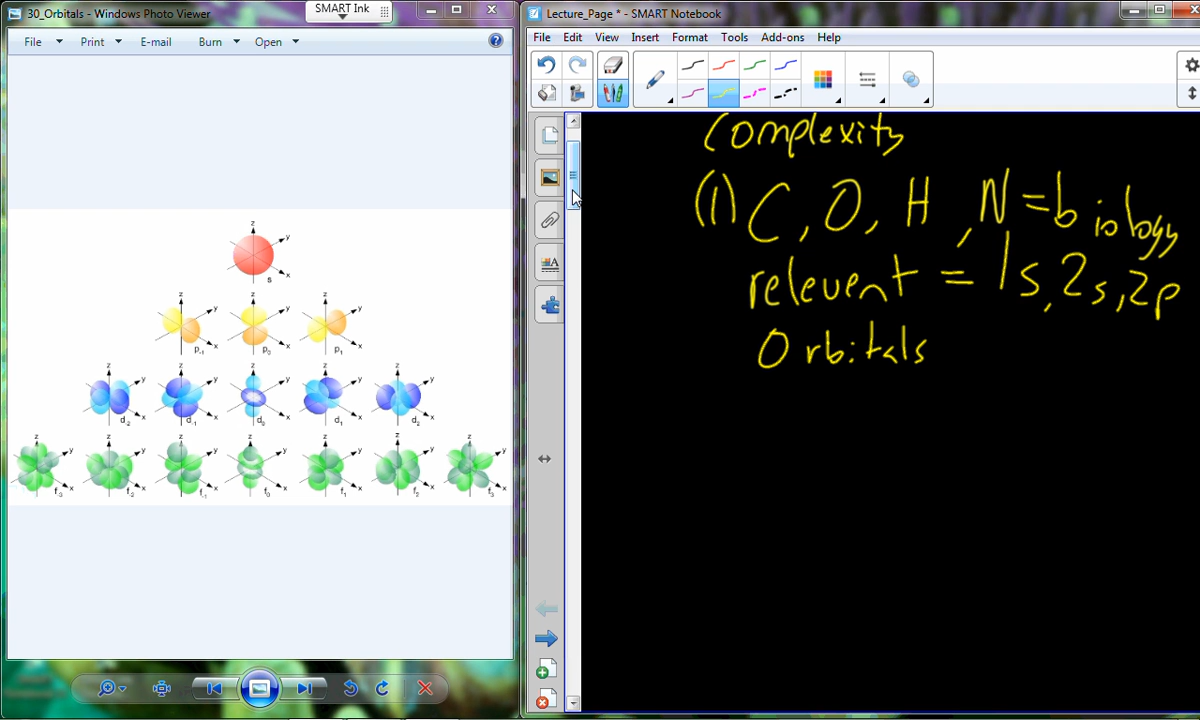 30_Orbitals - Windows Photo Viewer
SMART Ink
File Print E-mail Burn Open
z y x s
z y x p-1 z y x p0 z y x p1
z y x d-2 z y x d-1 z y x d0 z y x d1 z y x d2
z y x f-3 z y x f-2 z y x f-1 z y x f0 z y x f1 z y x f2 z y x f3
Lecture_Page * - SMART Notebook
File Edit View Insert Format Tools Add-ons Help
Complexity
(1) C, O, H, N = biology
relevent = 1s, 2s, 2p
Orbitals